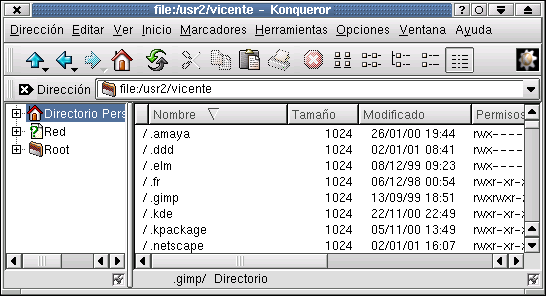 file:/usr2/vicente - Konqueror
Dirección Editar Ver Inicio Marcadores Herramientas Opciones Ventana Ayuda
Dirección file:/usr2/vicente
Directorio Pers
Red
Root
Nombre Tamaño Modificado Permisos
/ .amaya 1024 26/01/00 19:44 rwx----
/ .ddd 1024 02/01/01 08:41 rwx----
/ .elm 1024 08/12/99 09:23 rwx----
/ .fr 1024 06/12/98 00:54 rwxr-xr-x
/ .gimp 1024 13/09/99 18:51 rwxrwxr-x
/ .kde 1024 22/11/00 22:49 rwxr-xr-x
/ .kpackage 1024 05/11/00 13:49 rwxr-xr-x
/ .netscape 1024 02/01/01 16:07 rwxr-xr-x
.gimp/ Directorio